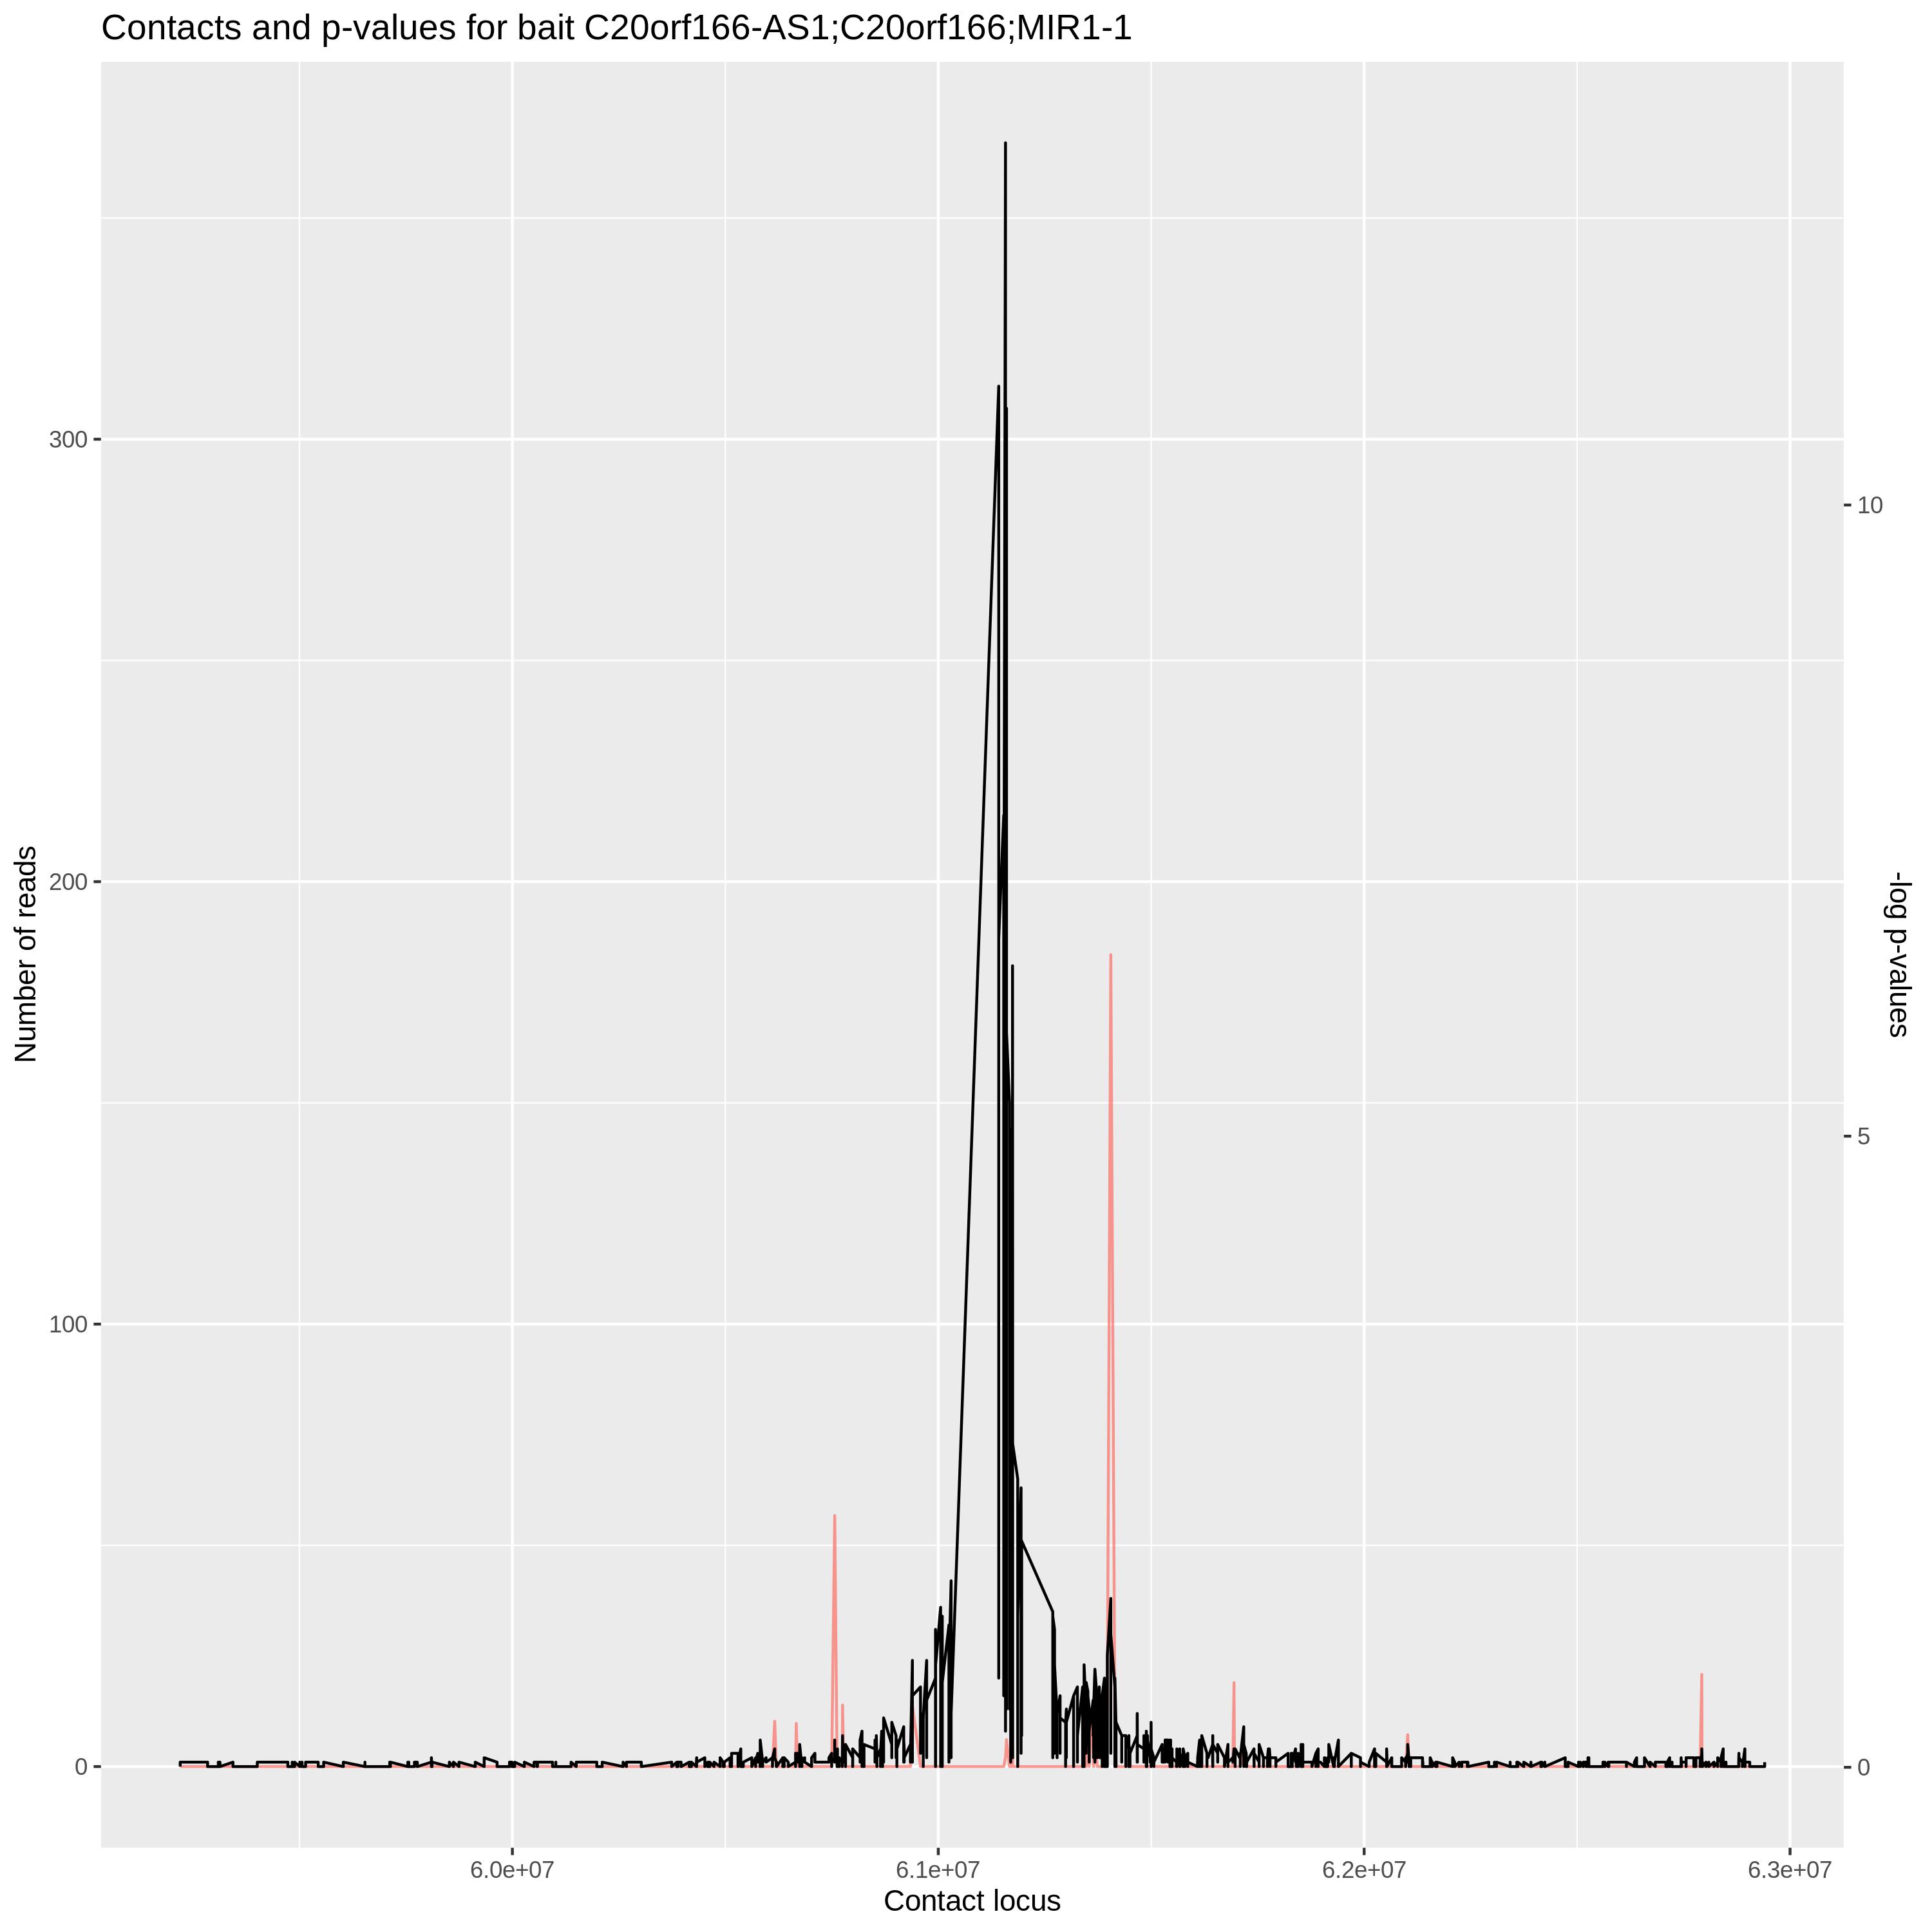 Contacts and p-values for bait C20orf166-AS1;C20orf166;MIR1-1
300
200
100
0
Number of reads
10
5
0
-log p-values
6.0e+07
6.1e+07
6.2e+07
6.3e+07
Contact locus